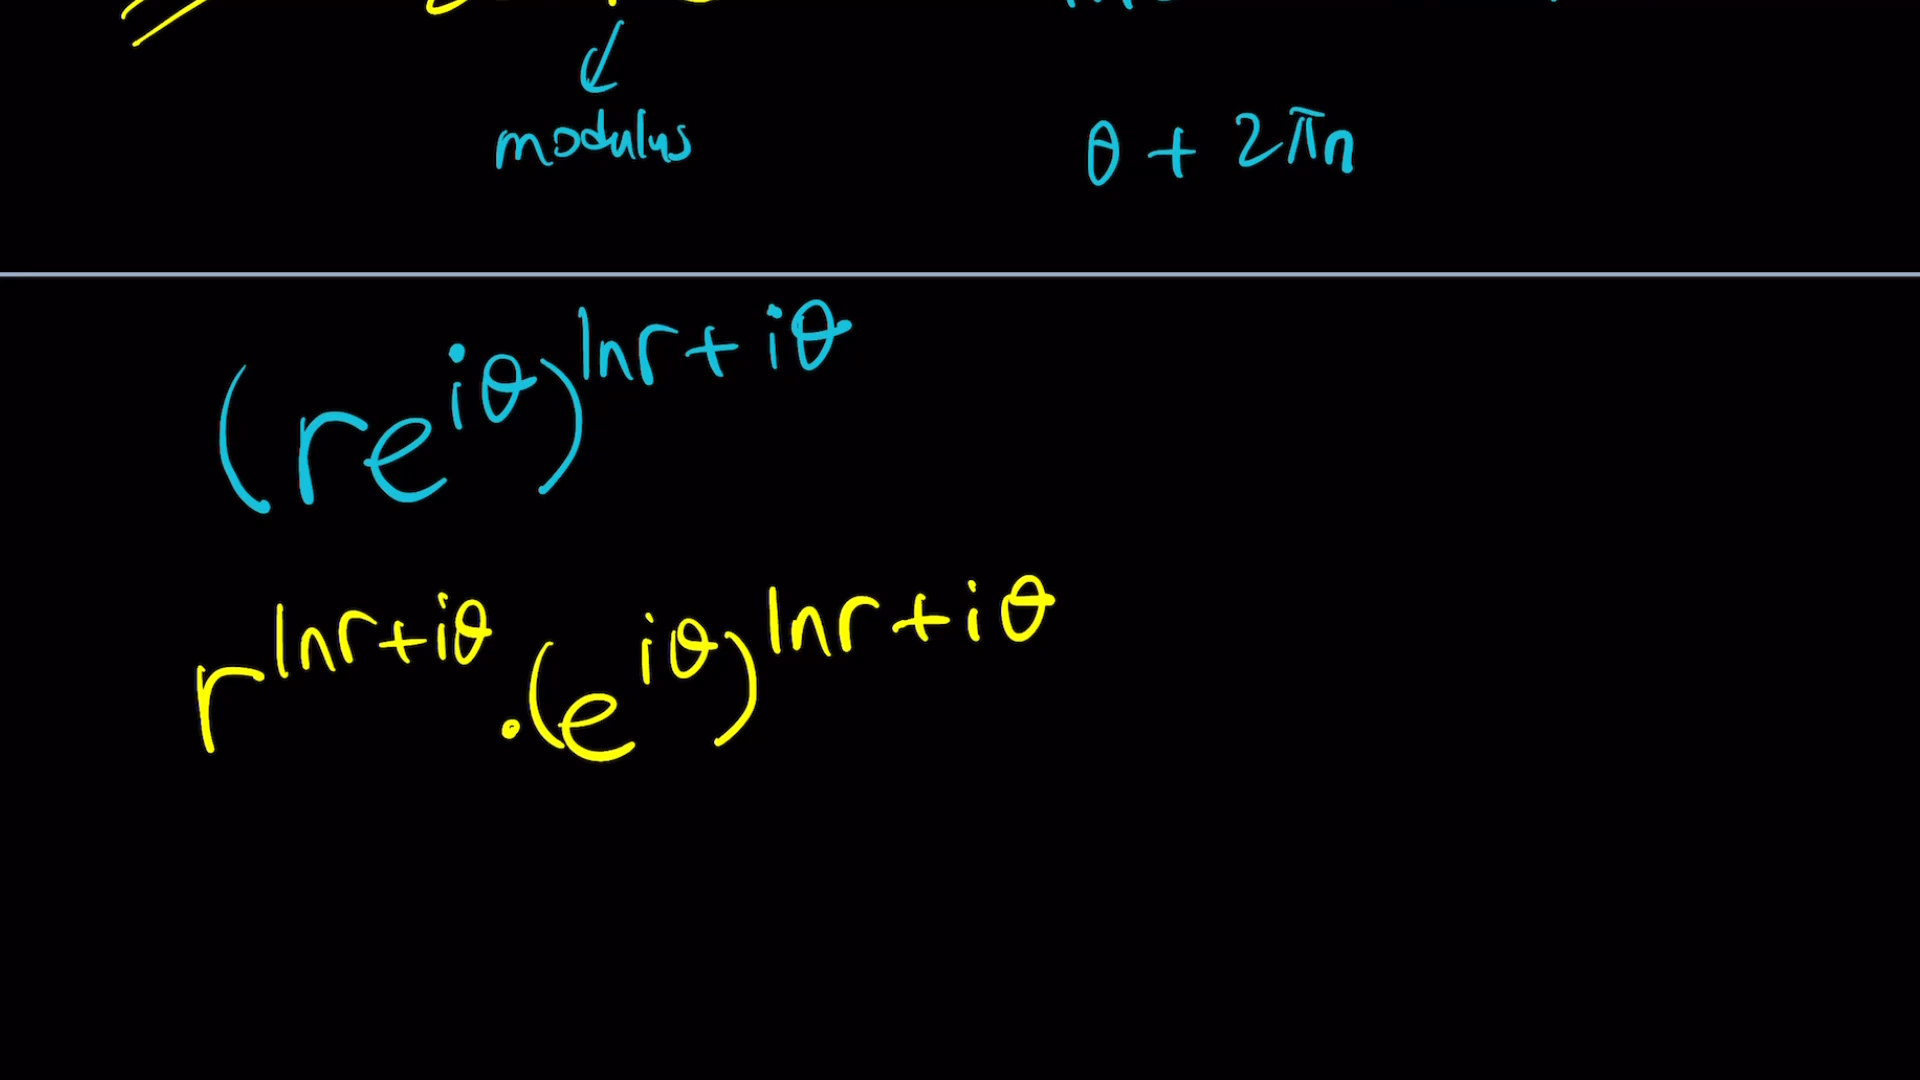 modulus
θ + 2πn
(re^{iθ})^{lnr + iθ}
r^{lnr+iθ} · (e^{iθ})^{lnr + iθ}